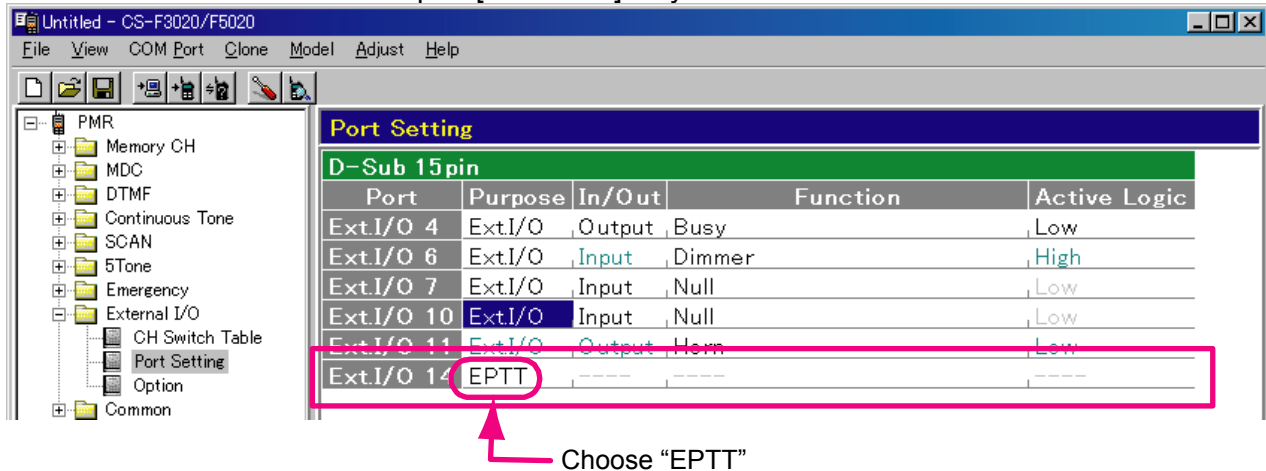 Untitled - CS-F3020/F5020
File View COM Port Clone Model Adjust Help
PMR
Memory CH
MDC
DTMF
Continuous Tone
SCAN
5Tone
Emergency
External I/O
CH Switch Table
Port Setting
Option
Common
Port Setting
D-Sub 15pin
Port Purpose In/Out Function Active Logic
Ext.I/O 4 Ext.I/O Output Busy Low
Ext.I/O 6 Ext.I/O Input Dimmer High
Ext.I/O 7 Ext.I/O Input Null Low
Ext.I/O 10 Ext.I/O Input Null Low
Ext.I/O 11 Ext.I/O Output Horn Low
Ext.I/O 14 EPTT ---- ---- ----
Choose “EPTT”